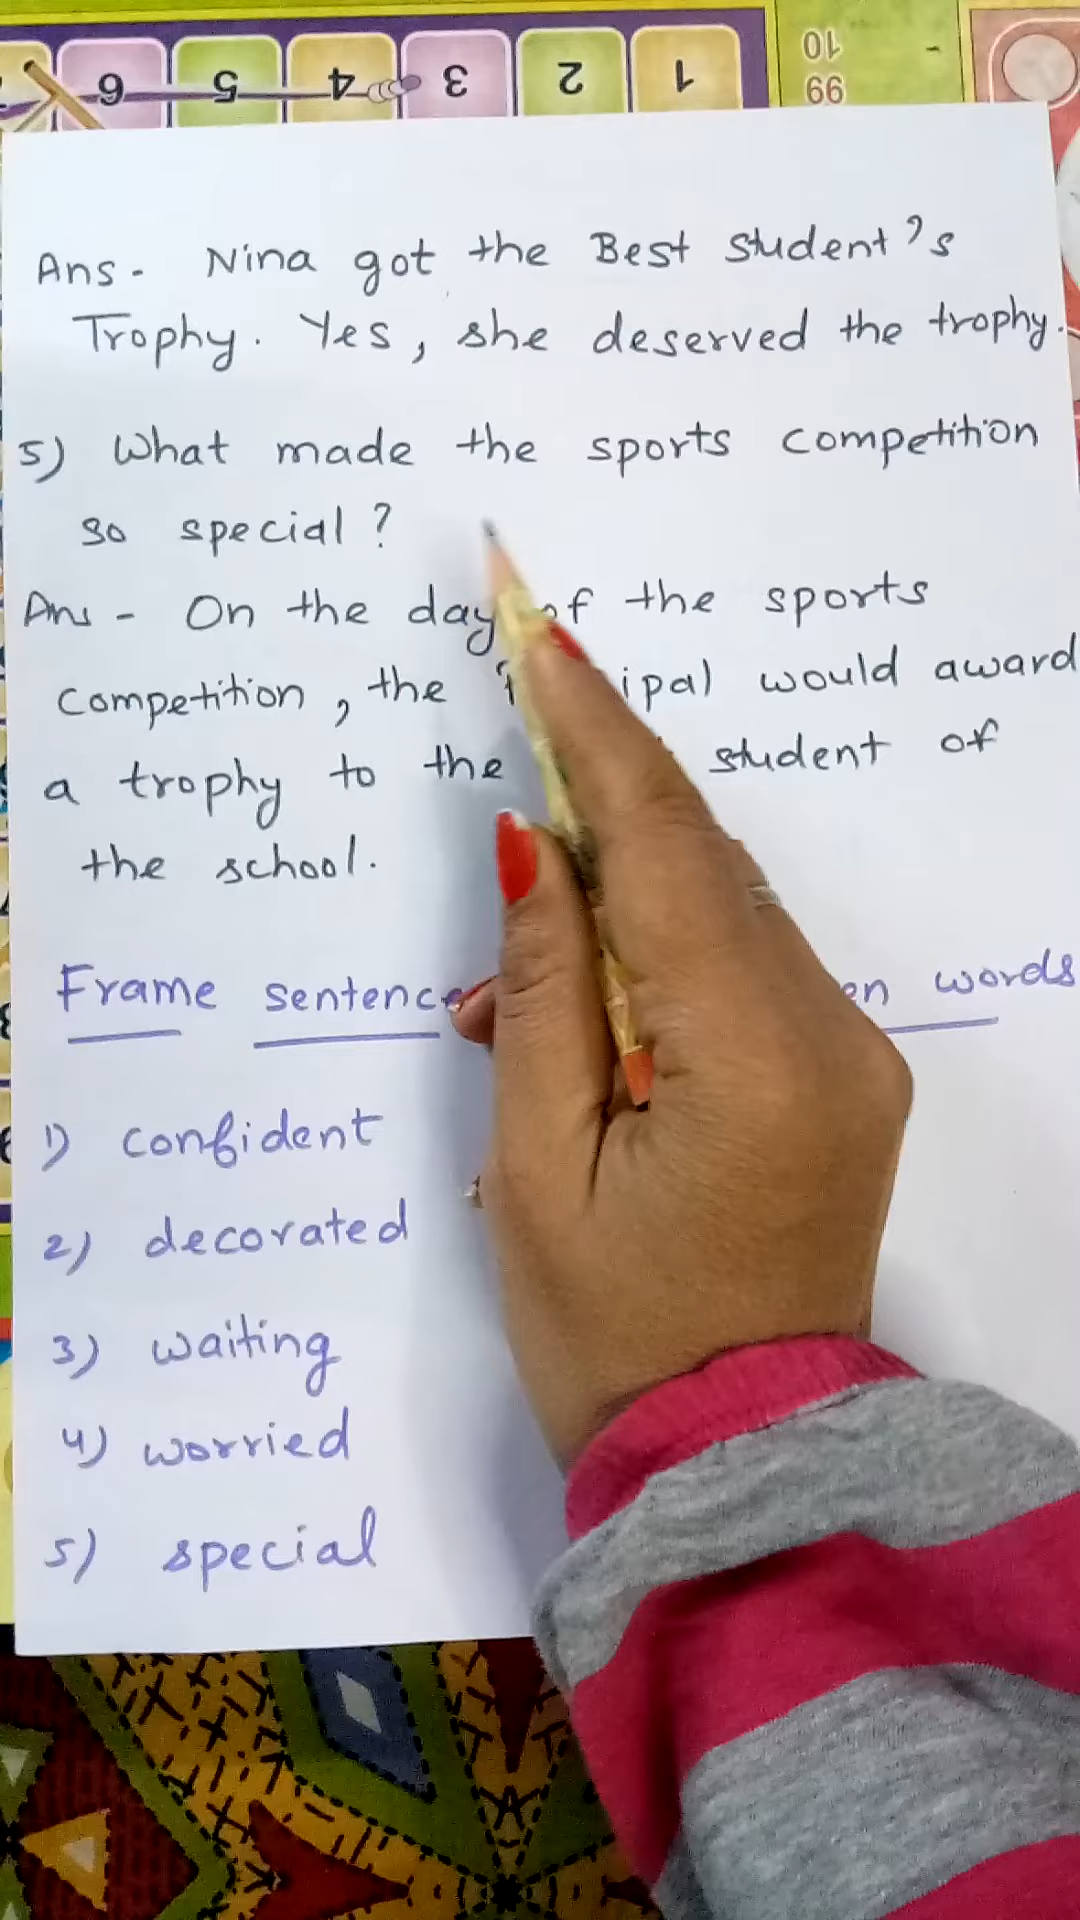 6 5 4 3 2 1
10
99
Ans - Nina got the Best student's
Trophy. Yes, she deserved the trophy.
5) What made the sports competition
so special?
Ans - On the day of the sports
competition, the would award
a trophy to the student of
the school.
Frame words
1) confident
2) decorated
3) waiting
4) worried
5) special